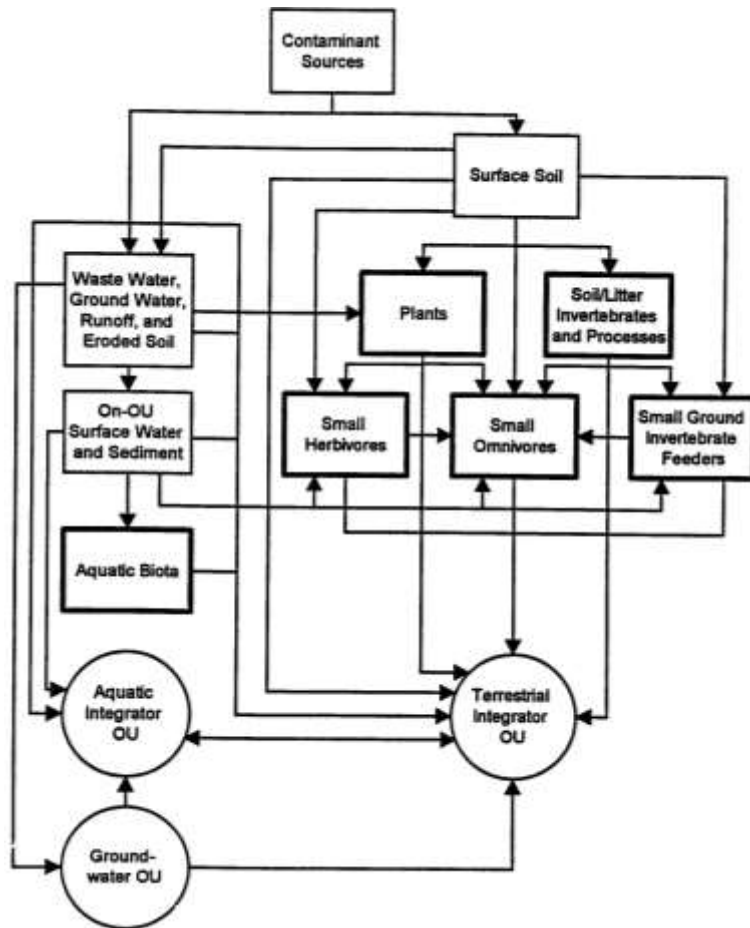 Contaminant
Sources
Surface Soil
Waste Water,
Ground Water,
Runoff, and
Eroded Soil
Plants
Soil/Litter
Invertebrates
and Processes
On-OU
Surface Water
and Sediment
Small
Herbivores
Small
Omnivores
Small Ground
Invertebrate
Feeders
Aquatic Biota
Aquatic
Integrator
OU
Terrestrial
Integrator
OU
Ground-
water OU